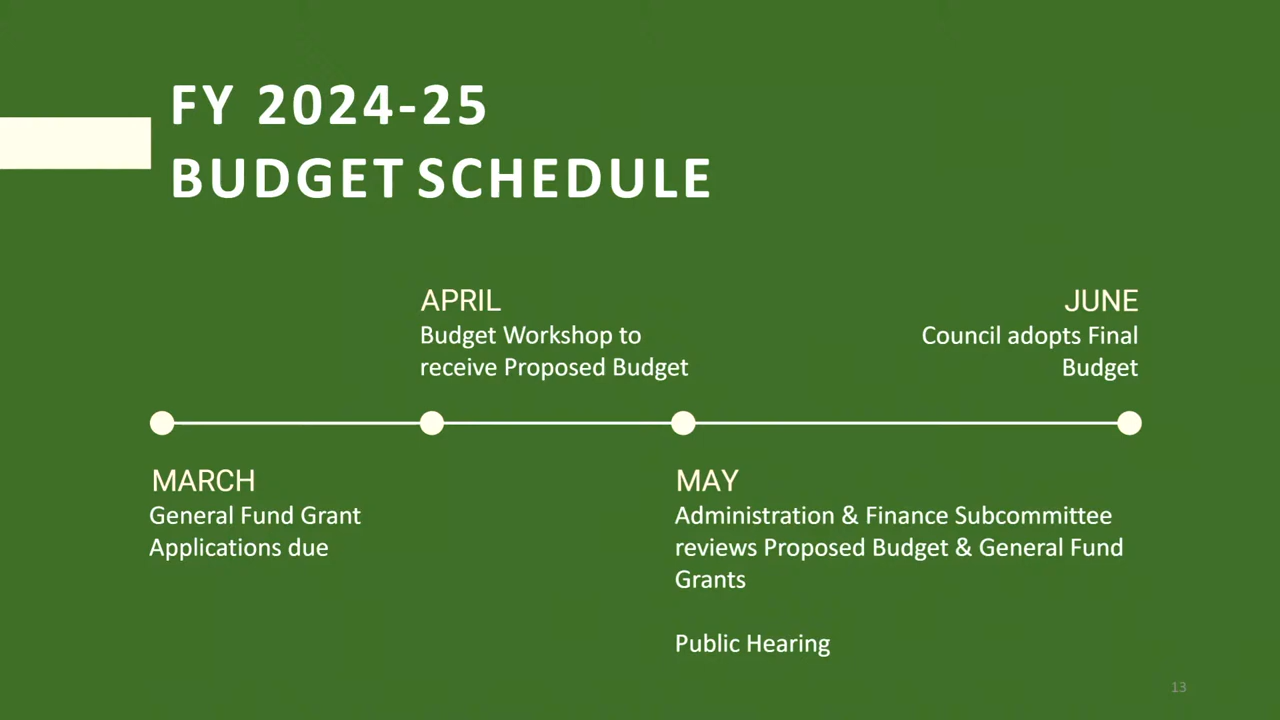 FY 2024-25
BUDGET SCHEDULE
APRIL
Budget Workshop to
receive Proposed Budget
JUNE
Council adopts Final
Budget
MARCH
General Fund Grant
Applications due
MAY
Administration & Finance Subcommittee
reviews Proposed Budget & General Fund
Grants
Public Hearing
13